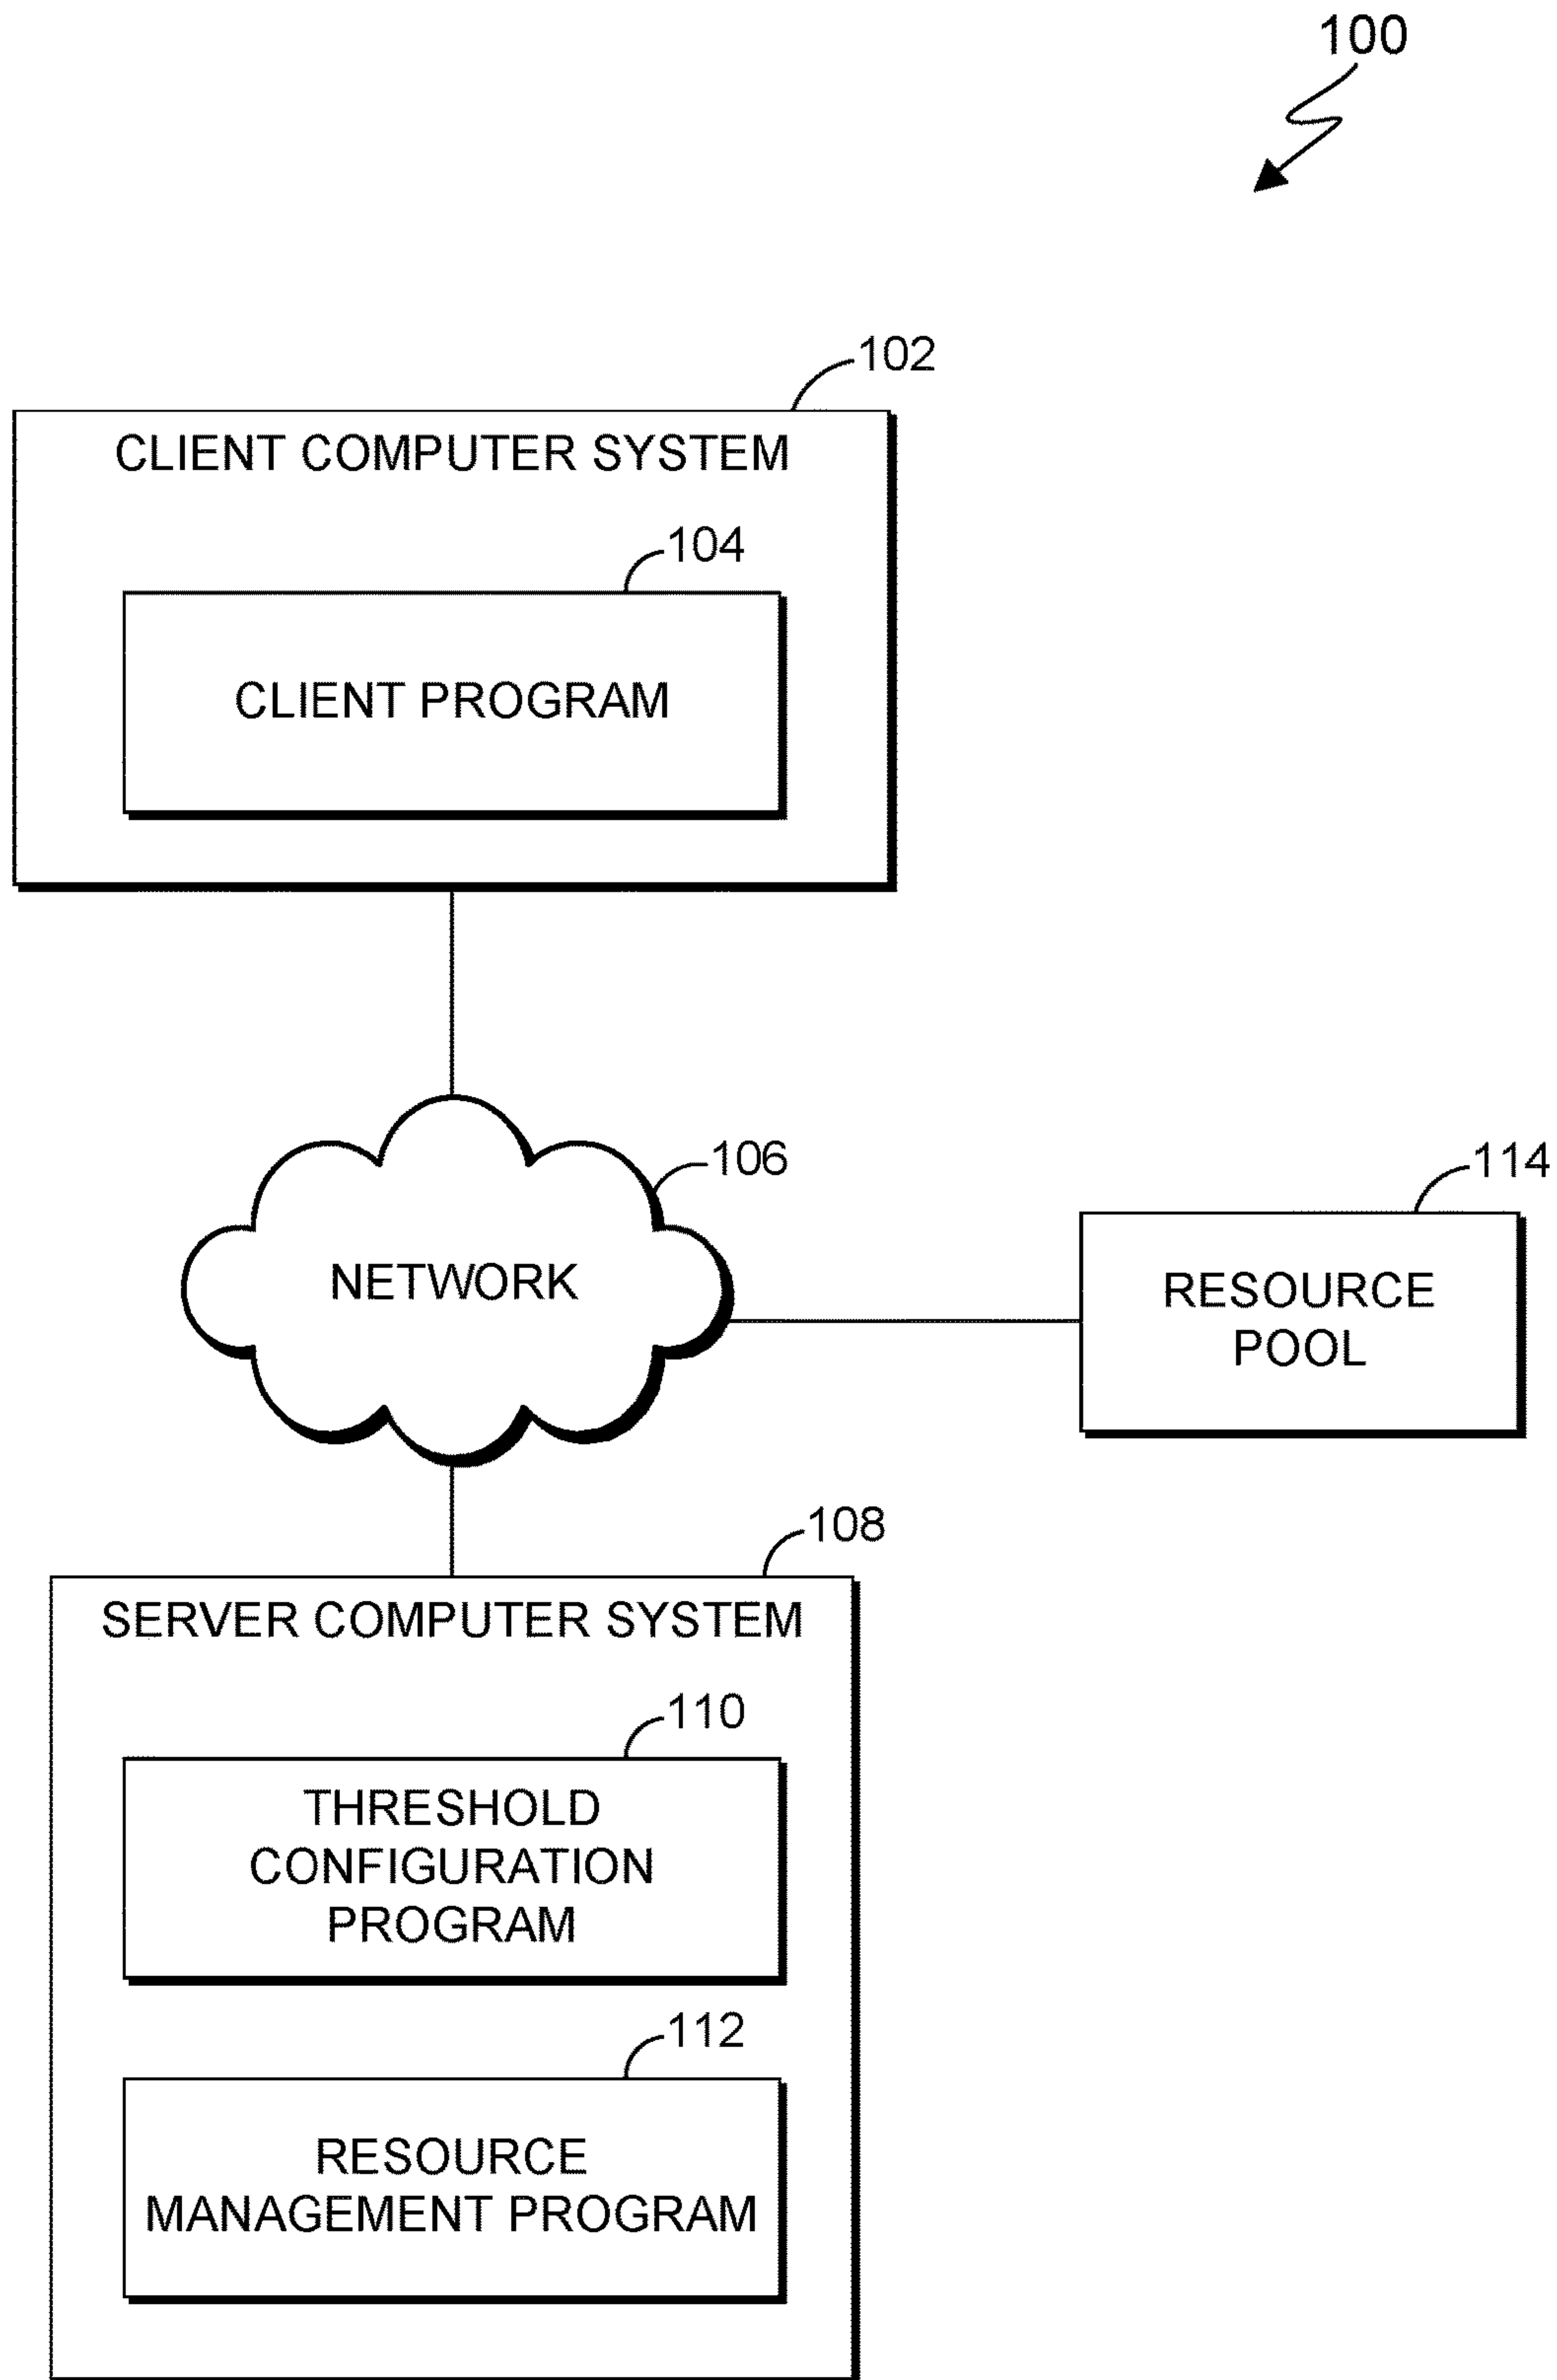 100
102
CLIENT COMPUTER SYSTEM
104
CLIENT PROGRAM
106
NETWORK
114
RESOURCE
POOL
108
SERVER COMPUTER SYSTEM
110
THRESHOLD
CONFIGURATION
PROGRAM
112
RESOURCE
MANAGEMENT PROGRAM